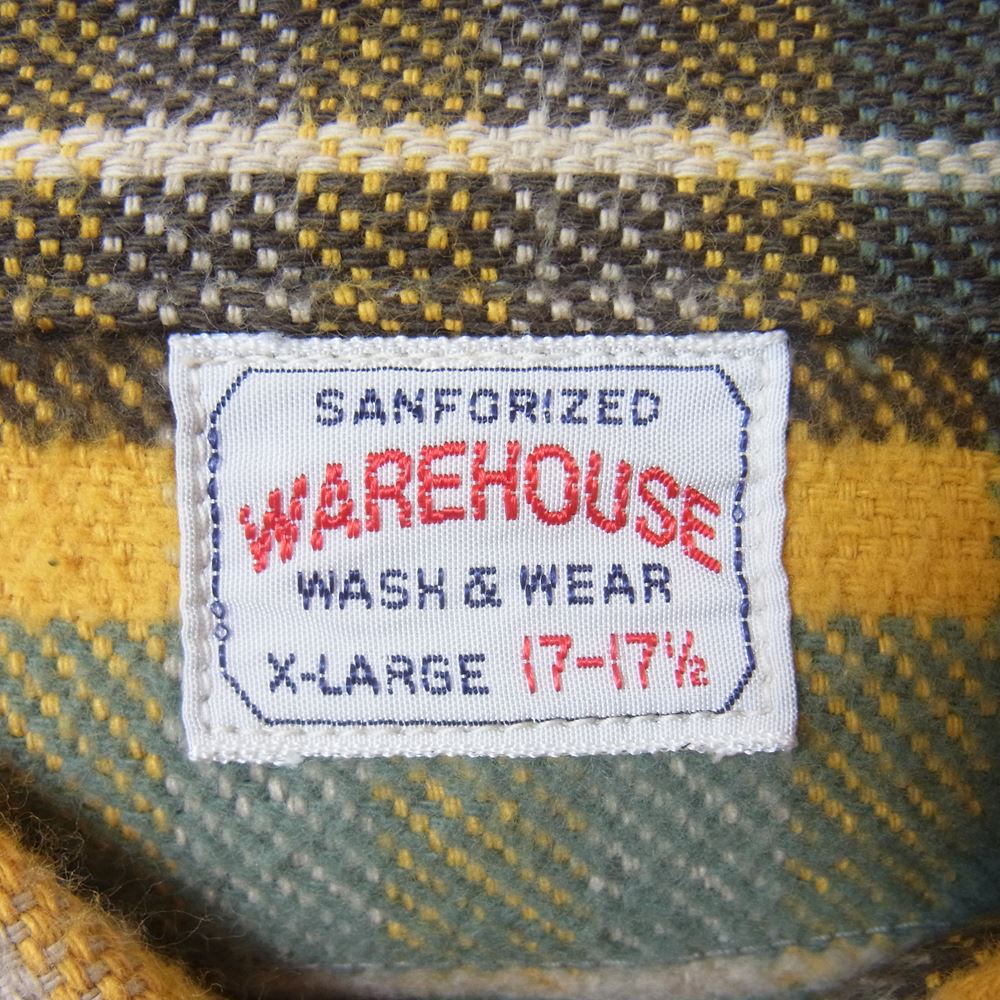 SANFORIZED
WAREHOUSE
WASH & WEAR
X-LARGE 17-17½